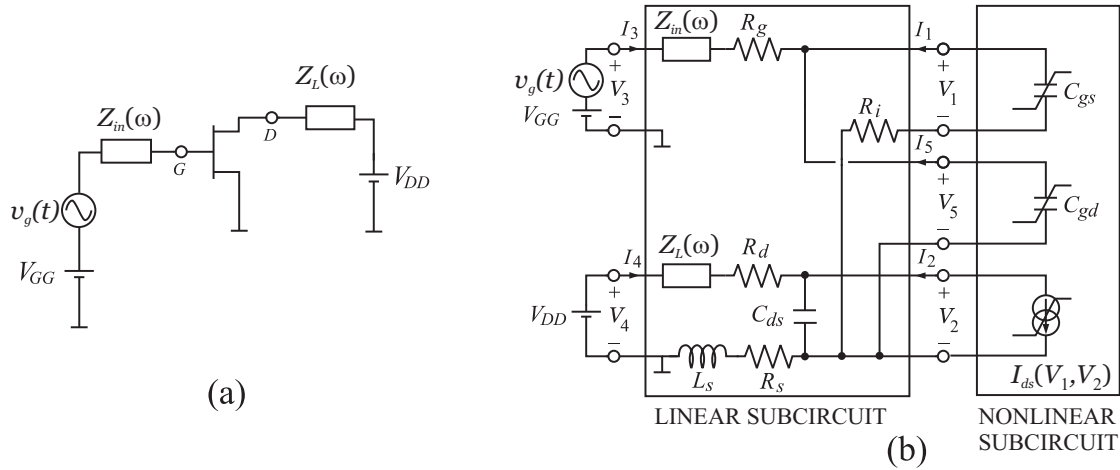 Z_in(ω)
G
v_g(t)
V_GG
D
Z_L(ω)
V_DD
(a)
v_g(t)
V_GG
I_3
+
V_3
−
Z_in(ω)
R_g
I_1
+
V_1
−
C_gs
R_i
I_5
+
V_5
−
C_gd
V_DD
I_4
+
V_4
−
Z_L(ω)
R_d
C_ds
L_s
R_s
I_2
+
V_2
−
I_ds(V_1,V_2)
LINEAR SUBCIRCUIT
NONLINEAR
SUBCIRCUIT
(b)